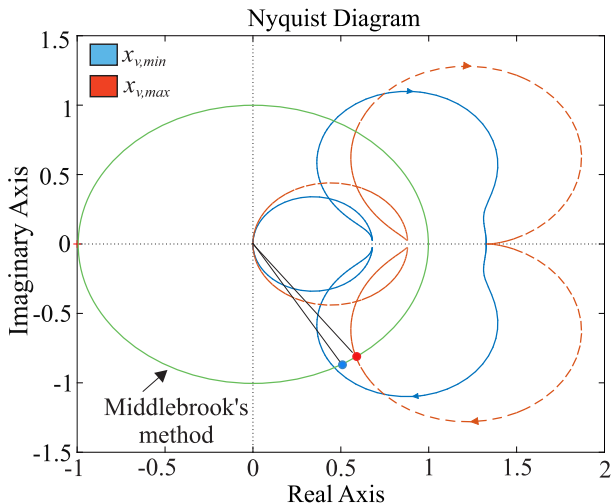 Nyquist Diagram
1.5
x_{v,min}
x_{v,max}
1
0.5
0
-0.5
-1
-1.5
Imaginary Axis
Middlebrook's
method
-1
-0.5
0
0.5
1
1.5
2
Real Axis